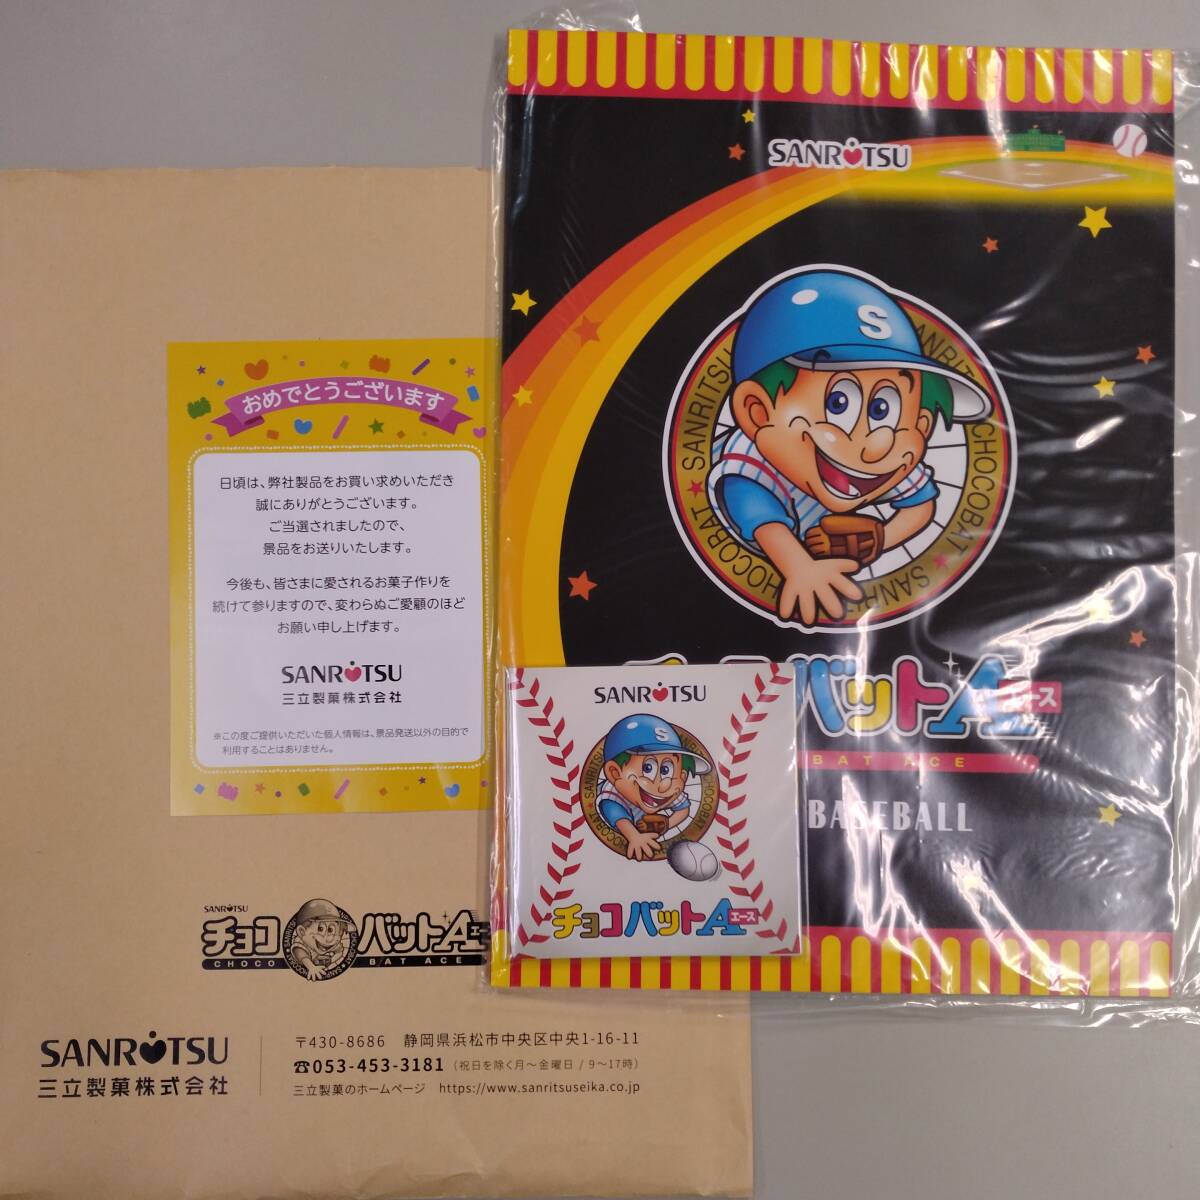 おめでとうございます
日頃は、弊社製品をお買い求めいただき
誠にありがとうございます。
ご当選されましたので、
景品をお送りいたします。
今後も、皆さまに愛されるお菓子作りを
続けて参りますので、変わらぬご愛顧のほど
お願い申し上げます。
SANRITSU
三立製菓株式会社
※この度ご提供いただいた個人情報は、景品発送以外の目的で
利用することはありません。
SANRITSU
チョコバットA
CHOCO BAT ACE
SANRITSU
三立製菓株式会社
〒430-8686 静岡県浜松市中央区中央1-16-11
☎053-453-3181(祝日を除く月～金曜日 / 9～17時)
三立製菓のホームページ https://www.sanritsuseika.co.jp
SANRITSU
S
SANRITSU ★ CHOCOBAT ★ SANRITSU ★ CHOCOBAT
チョコバットAエース
BAT ACE
BASEBALL
SANRITSU
S
SANRITSU
CHOCOBAT
チョコバットAエース